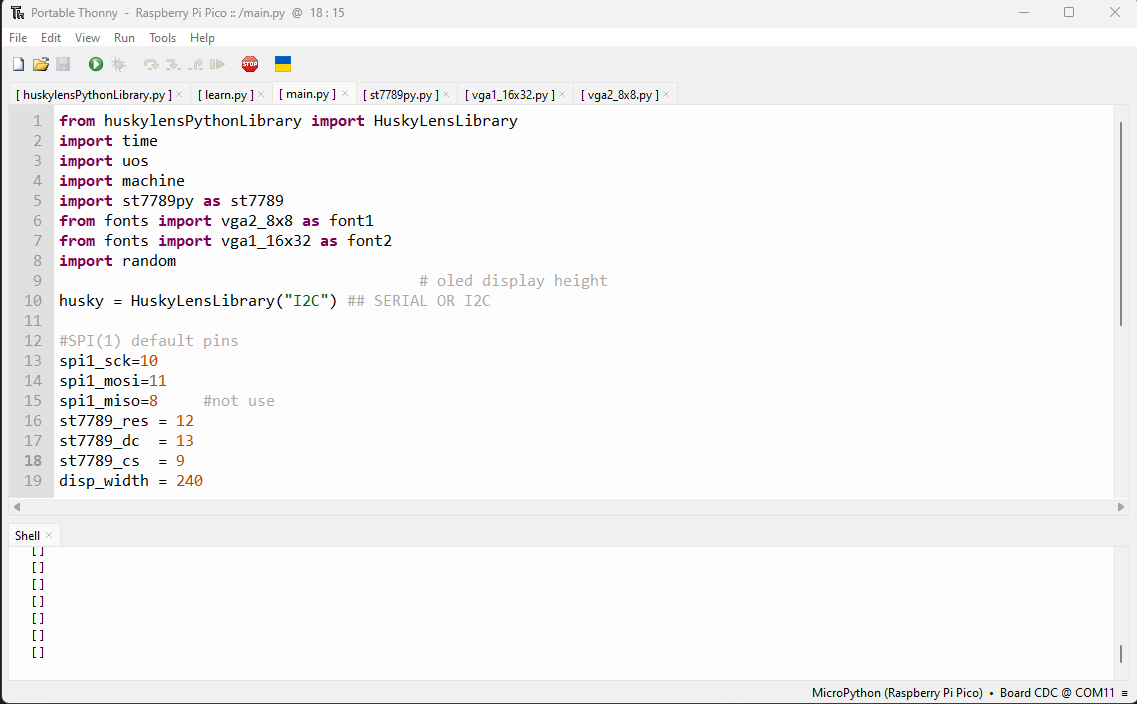 Portable Thonny - Raspberry Pi Pico :: /main.py @ 18 : 15
File Edit View Run Tools Help
STOP
[ huskylensPythonLibrary.py ] × [ learn.py ] × [ main.py ] × [ st7789py.py ] × [ vga1_16x32.py ] × [ vga2_8x8.py ] ×
1 from huskylensPythonLibrary import HuskyLensLibrary
2 import time
3 import uos
4 import machine
5 import st7789py as st7789
6 from fonts import vga2_8x8 as font1
7 from fonts import vga1_16x32 as font2
8 import random
9 # oled display height
10 husky = HuskyLensLibrary("I2C") ## SERIAL OR I2C
11
12 #SPI(1) default pins
13 spi1_sck=10
14 spi1_mosi=11
15 spi1_miso=8     #not use
16 st7789_res = 12
17 st7789_dc  = 13
18 st7789_cs  = 9
19 disp_width = 240
Shell ×
[]
[]
[]
[]
[]
[]
[]
MicroPython (Raspberry Pi Pico) • Board CDC @ COM11 ≡